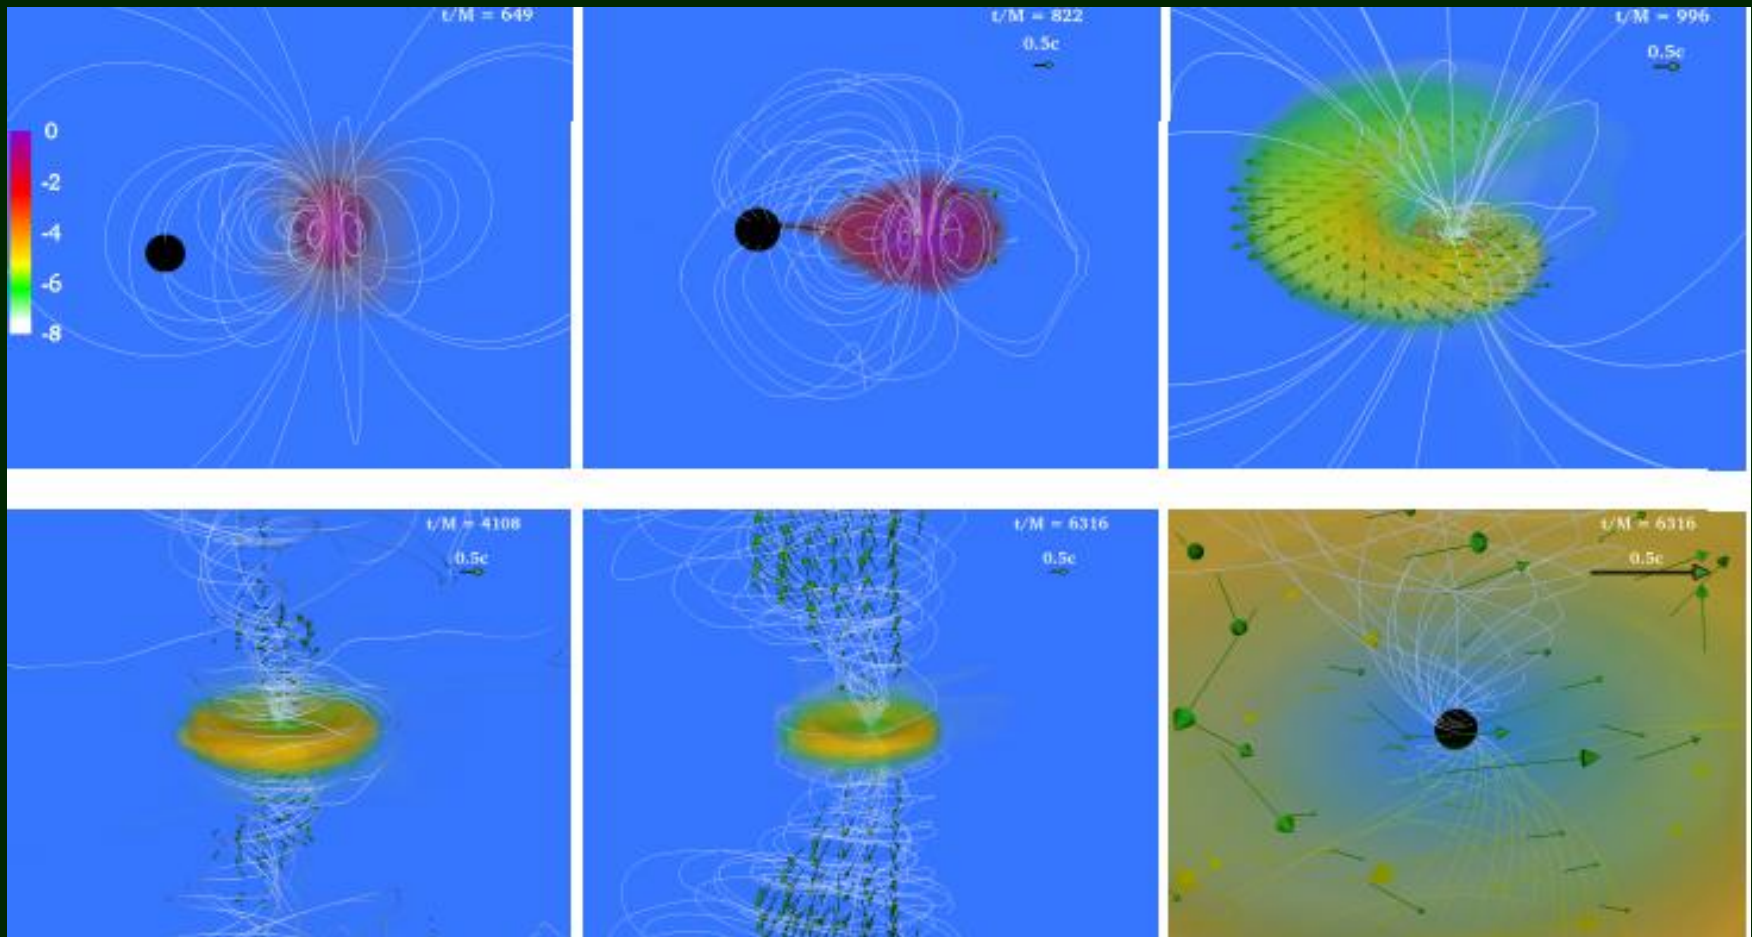 t/M = 649
0
-2
-4
-6
-8
t/M = 822
0.5c
t/M = 996
0.5c
t/M = 4108
0.5c
t/M = 6316
0.5c
t/M = 6316
0.5c